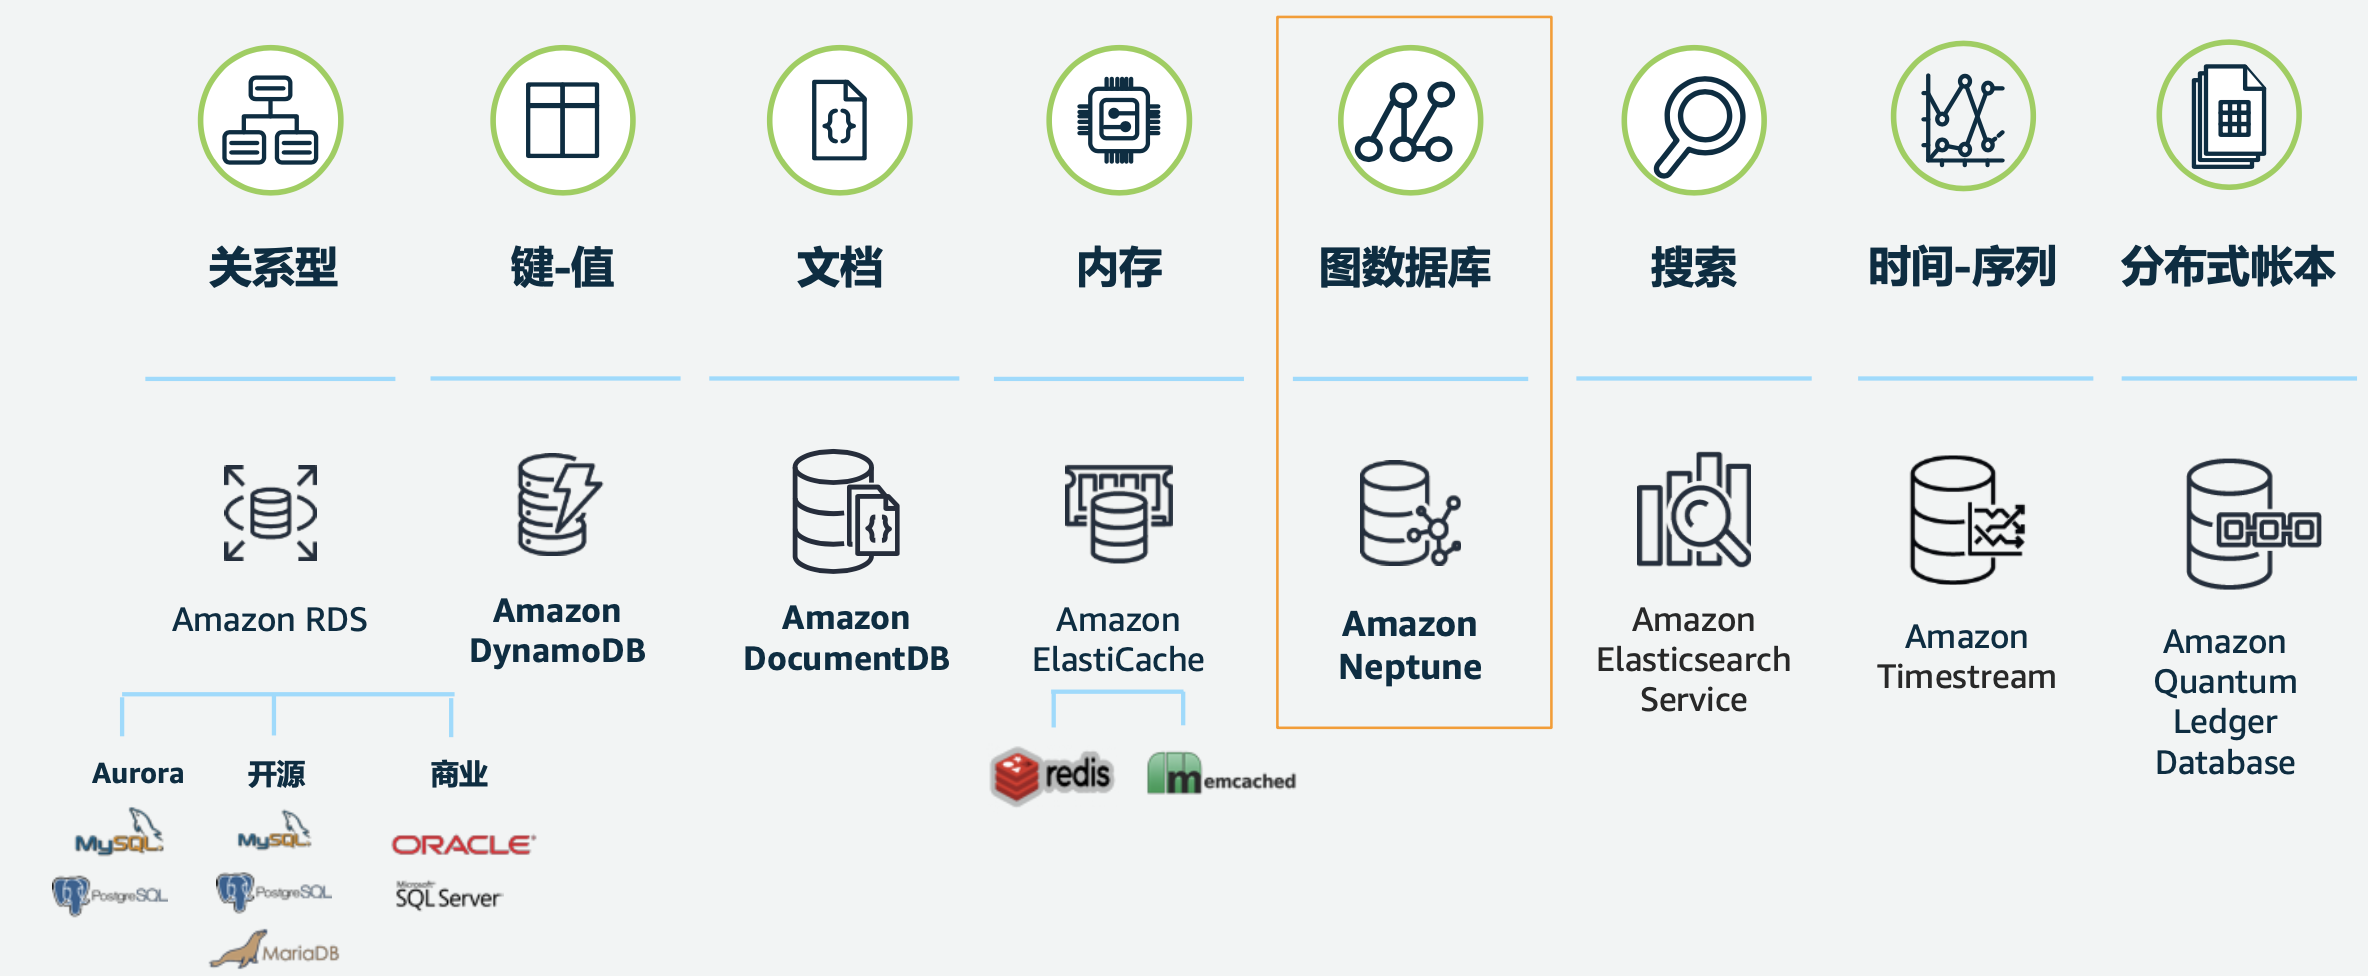 关系型
键-值
文档
内存
图数据库
搜索
时间-序列
分布式帐本
Amazon RDS
Amazon
DynamoDB
Amazon
DocumentDB
Amazon
ElastiCache
Amazon
Neptune
Amazon
Elasticsearch
Service
Amazon
Timestream
Amazon
Quantum
Ledger
Database
Aurora
开源
商业
MySQL
PostgreSQL
MySQL
PostgreSQL
MariaDB
ORACLE
Microsoft
SQL Server
redis
memcached